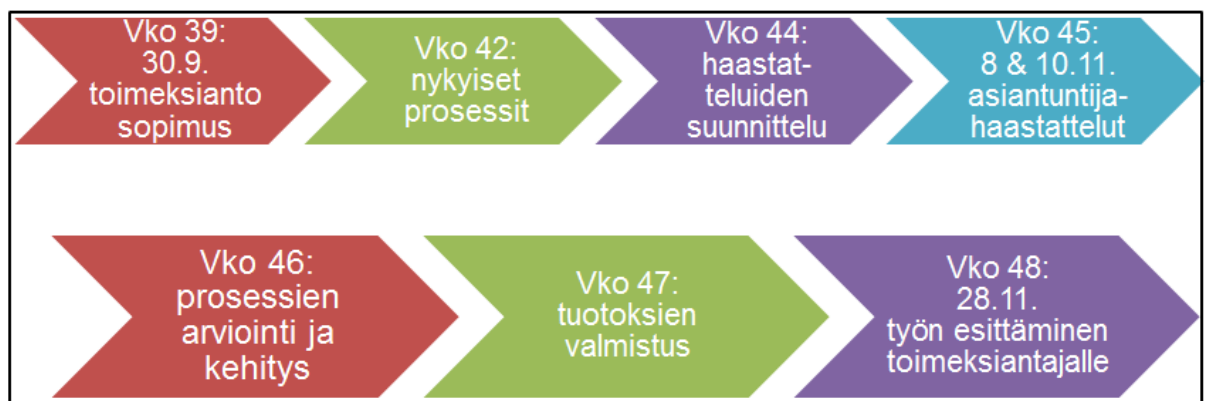 Vko 39:
30.9.
toimeksianto
sopimus
Vko 42:
nykyiset
prosessit
Vko 44:
haastat-
teluiden
suunnittelu
Vko 45:
8 & 10.11.
asiantuntija-
haastattelut
Vko 46:
prosessien
arviointi ja
kehitys
Vko 47:
tuotoksien
valmistus
Vko 48:
28.11.
työn esittäminen
toimeksiantajalle